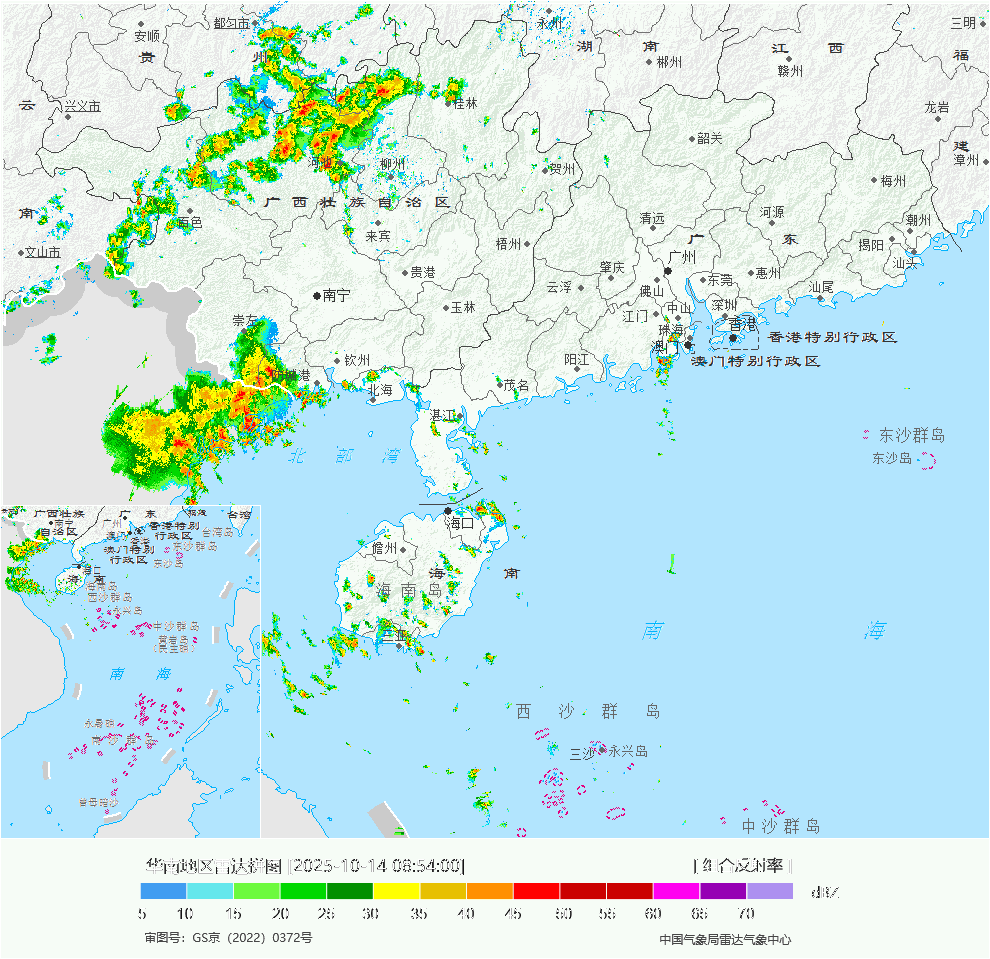 都匀市
永州
三明
安顺
湖
南
江
西
贵
州
郴州
赣州
福
云
兴义市
桂林
龙岩
韶关
建
河池
柳州
贺州
漳州
梅州
南
广西壮族自治区
百色
清远
河源
潮州
来宾
梧州
广
东
揭阳
文山市
广州
汕头
贵港
肇庆
东莞
惠州
南宁
云浮
佛山
汕尾
玉林
江门
中山
深圳
崇左
珠海
香港
香港特别行政区
澳门特别行政区
钦州
阳江
北海
茂名
湛江
东沙群岛
北部湾
东沙岛
海口
儋州
海
南
海南岛
三亚
南
海
西沙群岛
三沙
永兴岛
中沙群岛
广西壮族
自治区
南宁
广
东
台湾
广州
香港特别
行政区
澳门特别
行政区
台湾岛
东沙群岛
东沙岛
海口
海
南
海南岛
西沙群岛
永兴岛
中沙群岛
黄岩岛
南
海
永暑礁
南沙群岛
曾母暗沙
华南地区雷达拼图 [2025-10-14 08:54:00]
[组合反射率]
5 10 15 20 25 30 35 40 45 50 55 60 65 70
dBZ
审图号：GS京（2022）0372号
中国气象局雷达气象中心